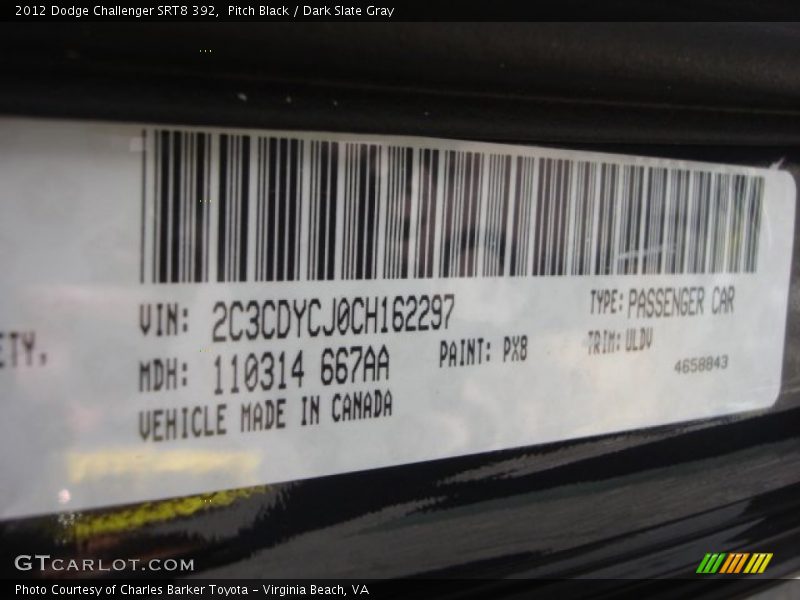 2012 Dodge Challenger SRT8 392,  Pitch Black / Dark Slate Gray
ETY.
VIN: 2C3CDYCJ0CH162297
TYPE: PASSENGER CAR
MDH: 110314 667AA
PAINT: PX8
TRIM: ULDV
4658843
VEHICLE MADE IN CANADA
GTCARLOT.COM
Photo Courtesy of Charles Barker Toyota - Virginia Beach, VA